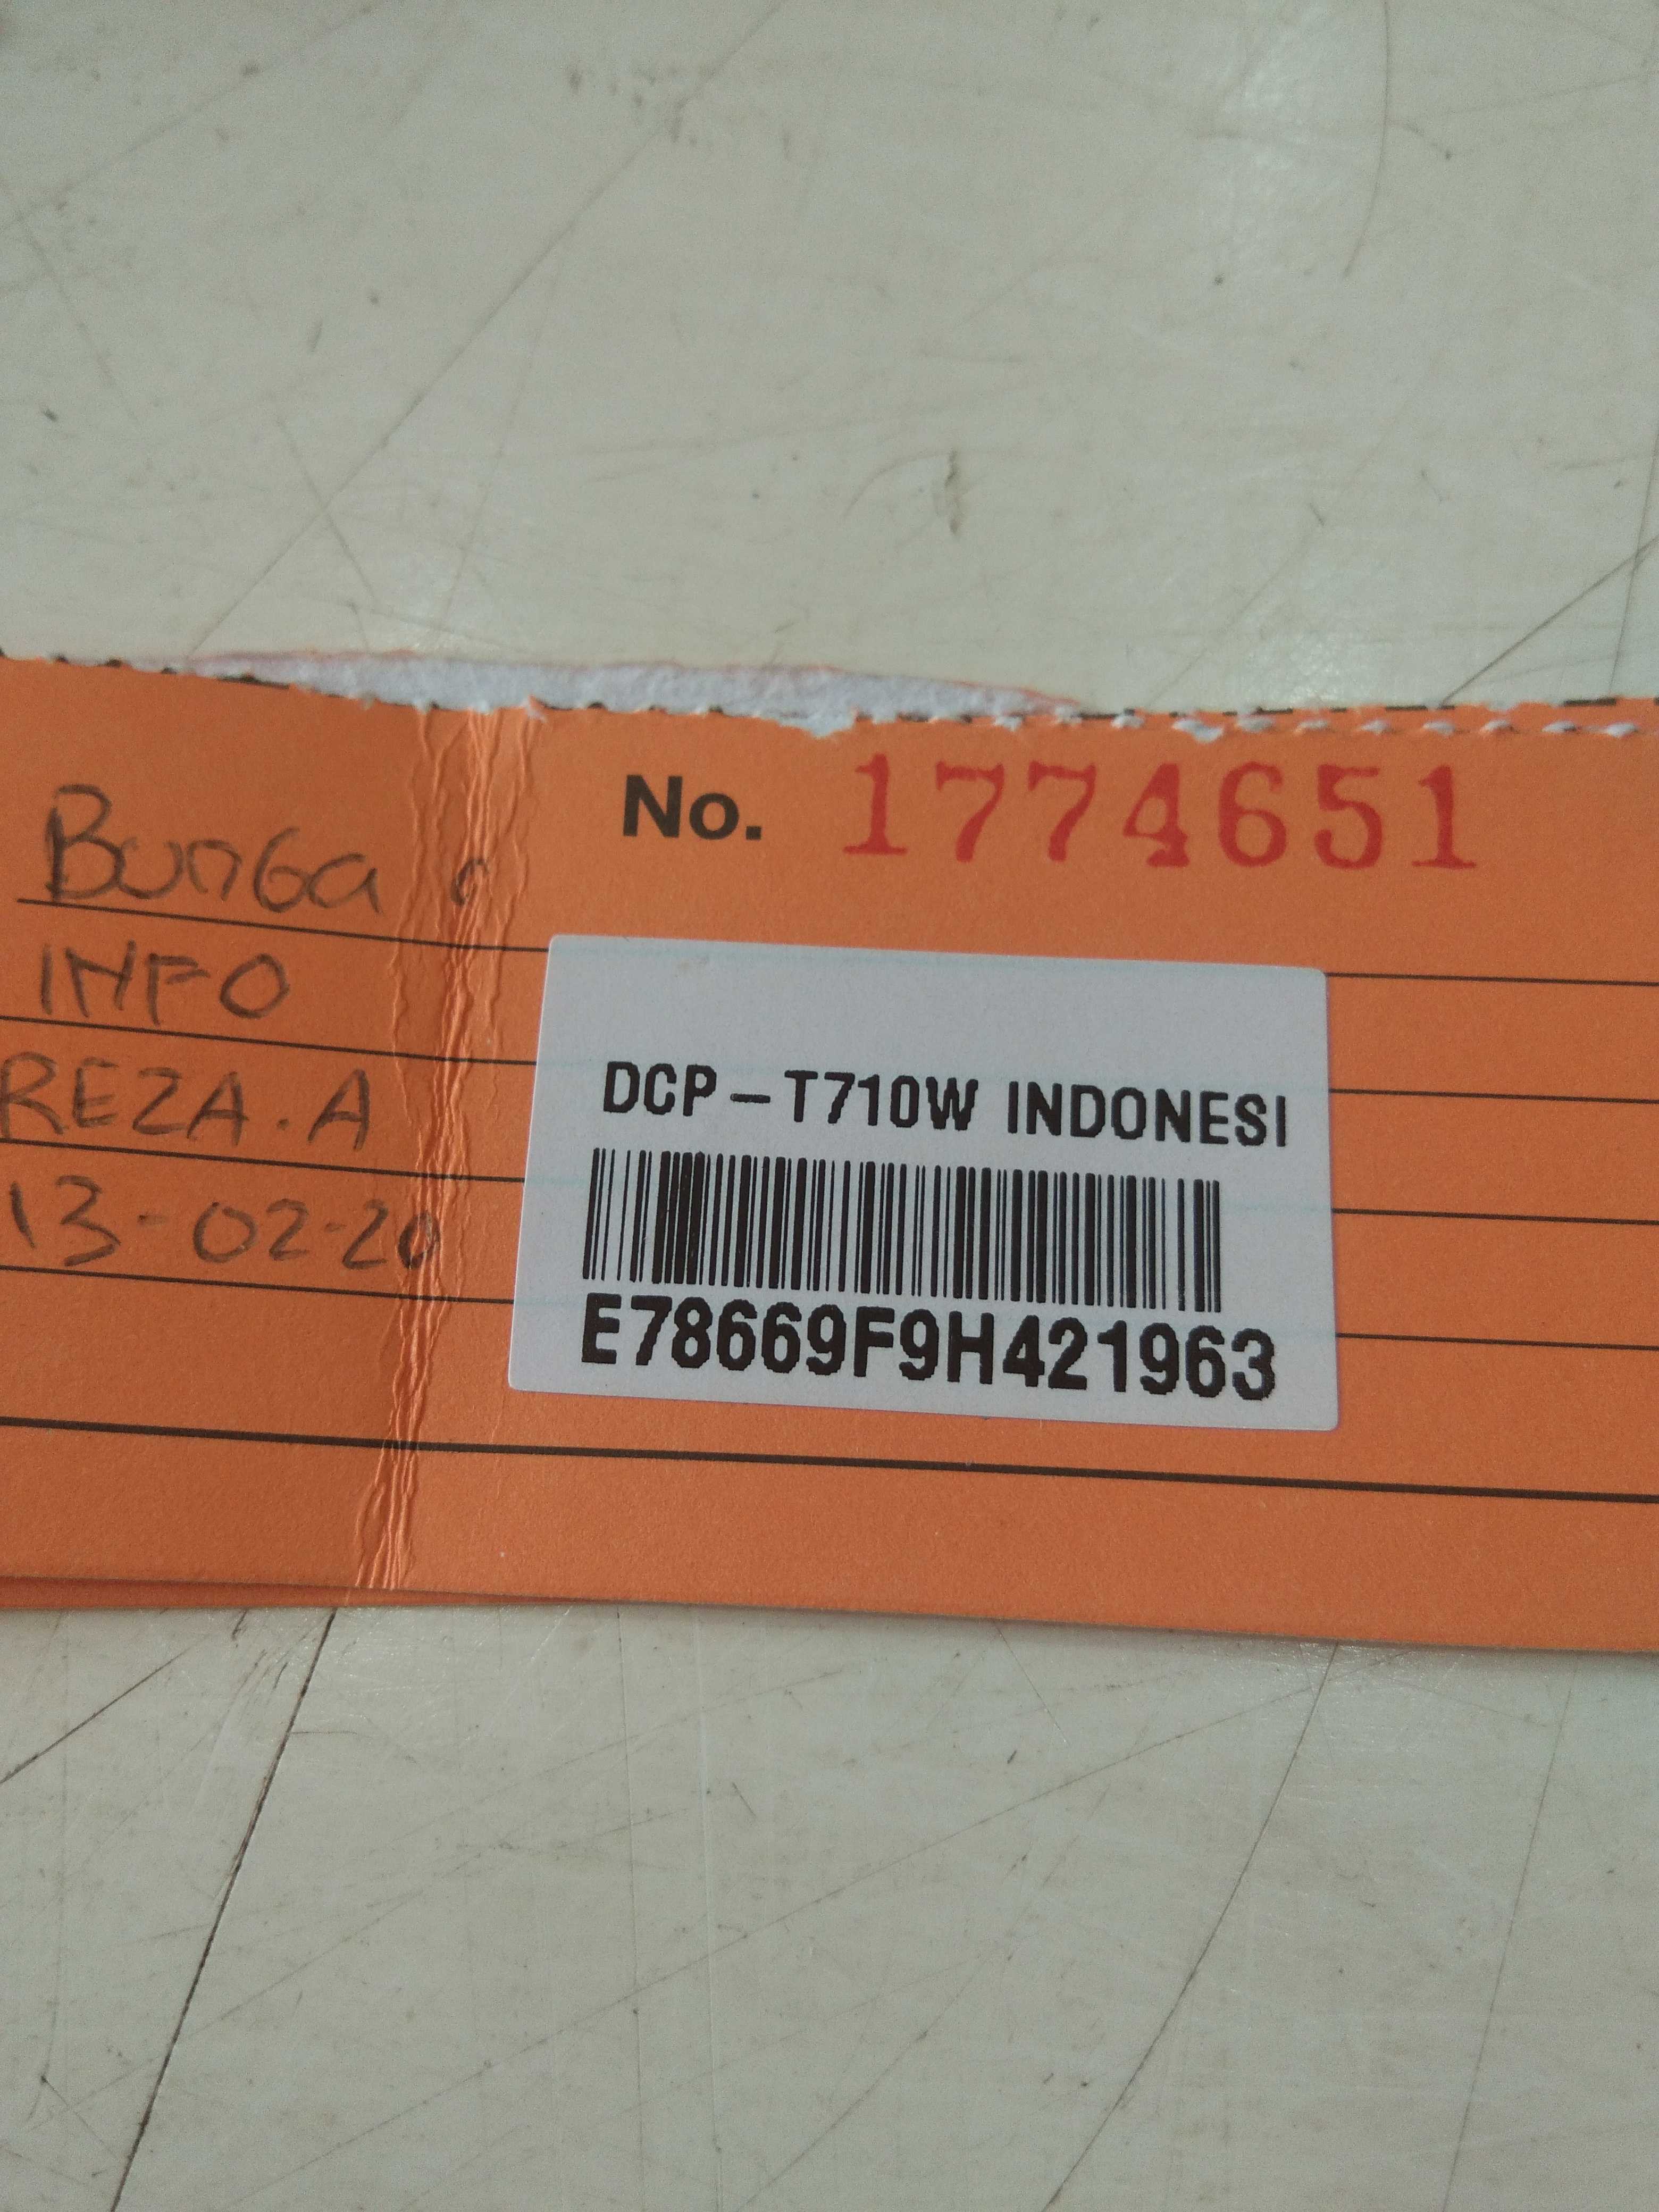 No. 1774651
BunGa
INFO
REZA.A
13-02-20
DCP-T710W INDONESI
E78669F9H421963